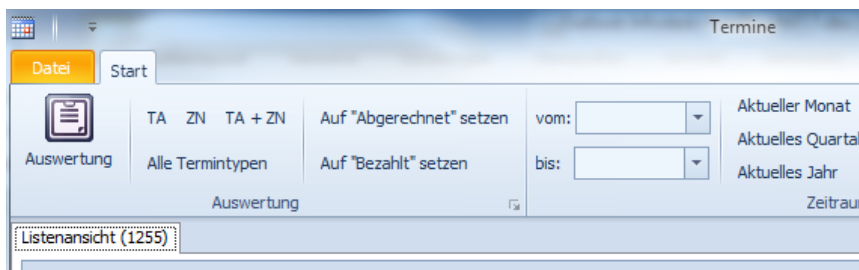 Termine
Datei Start
TA ZN TA + ZN Auf "Abgerechnet" setzen vom: Aktueller Monat
Aktuelles Quartal
Auswertung Alle Termintypen Auf "Bezahlt" setzen bis: Aktuelles Jahr
Auswertung Zeitrau
Listenansicht (1255)